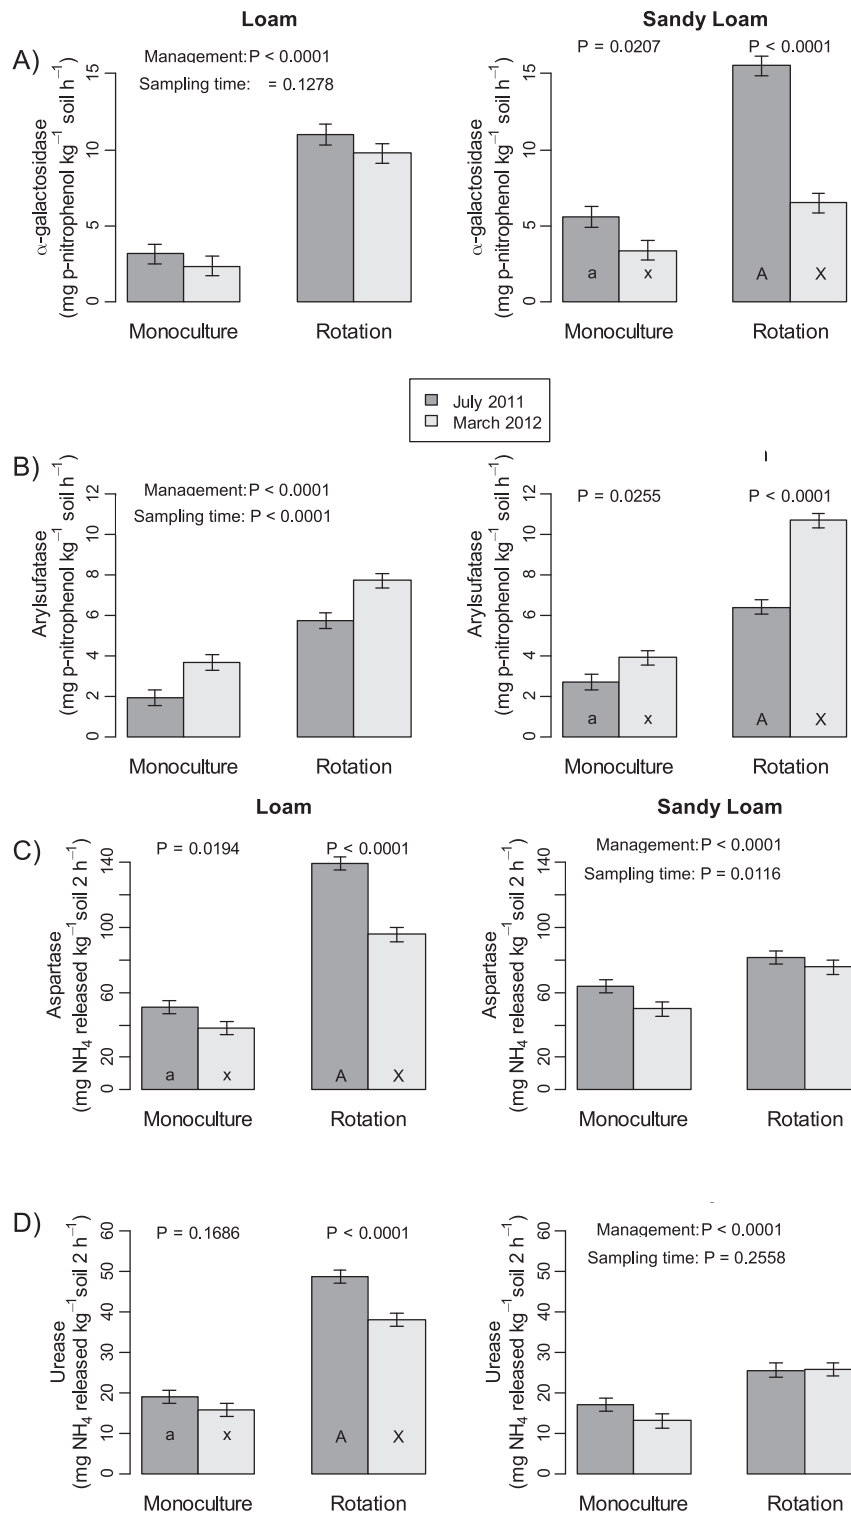 Loam
Sandy Loam
A)
Management: P < 0.0001
Sampling time: = 0.1278
α-galactosidase
(mg p-nitrophenol kg⁻¹ soil h⁻¹)
0 5 10 15
Monoculture Rotation
P = 0.0207 P < 0.0001
α-galactosidase
(mg p-nitrophenol kg⁻¹ soil h⁻¹)
0 5 10 15
a x A X
Monoculture Rotation
July 2011
March 2012
B)
Management: P < 0.0001
Sampling time: P < 0.0001
Arylsufatase
(mg p-nitrophenol kg⁻¹ soil h⁻¹)
0 2 4 6 8 10 12
Monoculture Rotation
P = 0.0255 P < 0.0001
Arylsufatase
(mg p-nitrophenol kg⁻¹ soil h⁻¹)
0 2 4 6 8 10 12
a x A X
Monoculture Rotation
Loam
Sandy Loam
C)
P = 0.0194 P < 0.0001
Aspartase
(mg NH₄ released kg⁻¹soil 2 h⁻¹)
0 20 60 100 140
a x A X
Monoculture Rotation
Management: P < 0.0001
Sampling time: P = 0.0116
Aspartase
(mg NH₄ released kg⁻¹soil 2 h⁻¹)
0 20 60 100 140
Monoculture Rotation
D)
P = 0.1686 P < 0.0001
Urease
(mg NH₄ released kg⁻¹soil 2 h⁻¹)
0 10 20 30 40 50 60
a x A X
Monoculture Rotation
Management: P < 0.0001
Sampling time: P = 0.2558
Urease
(mg NH₄ released kg⁻¹soil 2 h⁻¹)
0 10 20 30 40 50 60
Monoculture Rotation